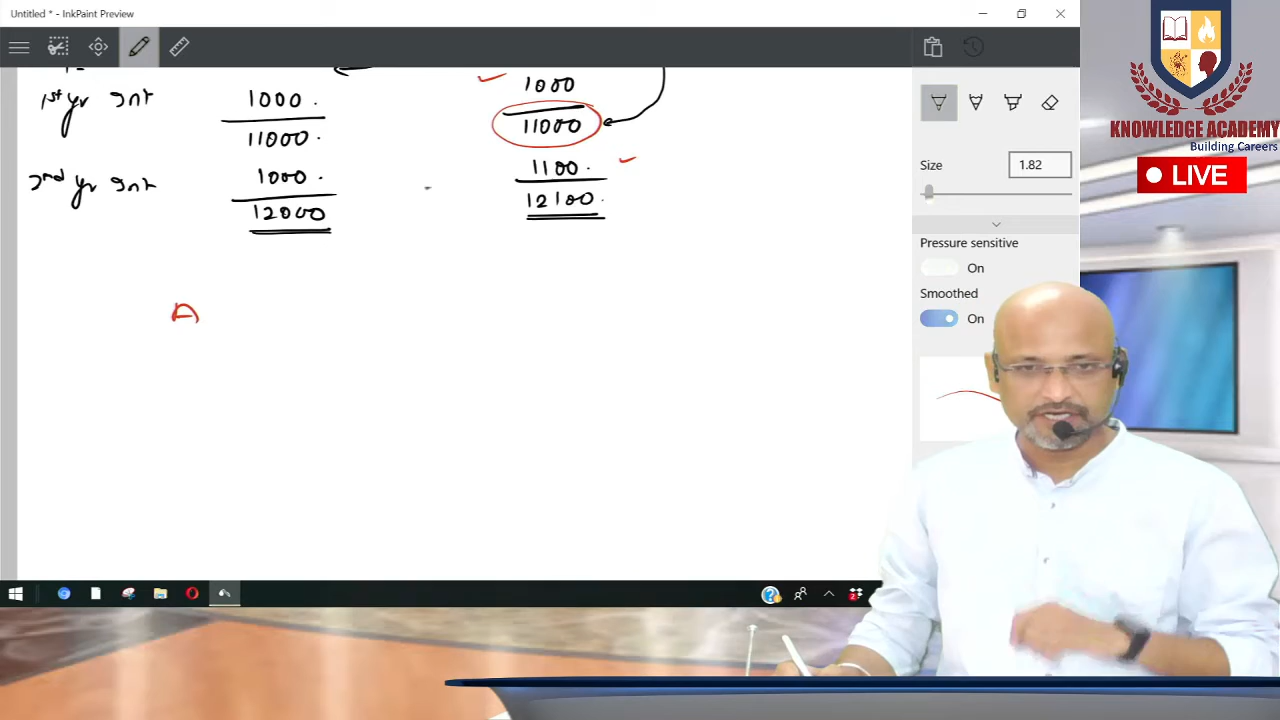 Untitled * - InkPaint Preview
1000
1st yr Int 1000.
11000
11000.
2nd yr Int 1000.
1100.
12000
12100.
A
Size
1.82
Pressure sensitive
On
Smoothed
On
KNOWLEDGE ACADEMY
Building Careers
LIVE
2